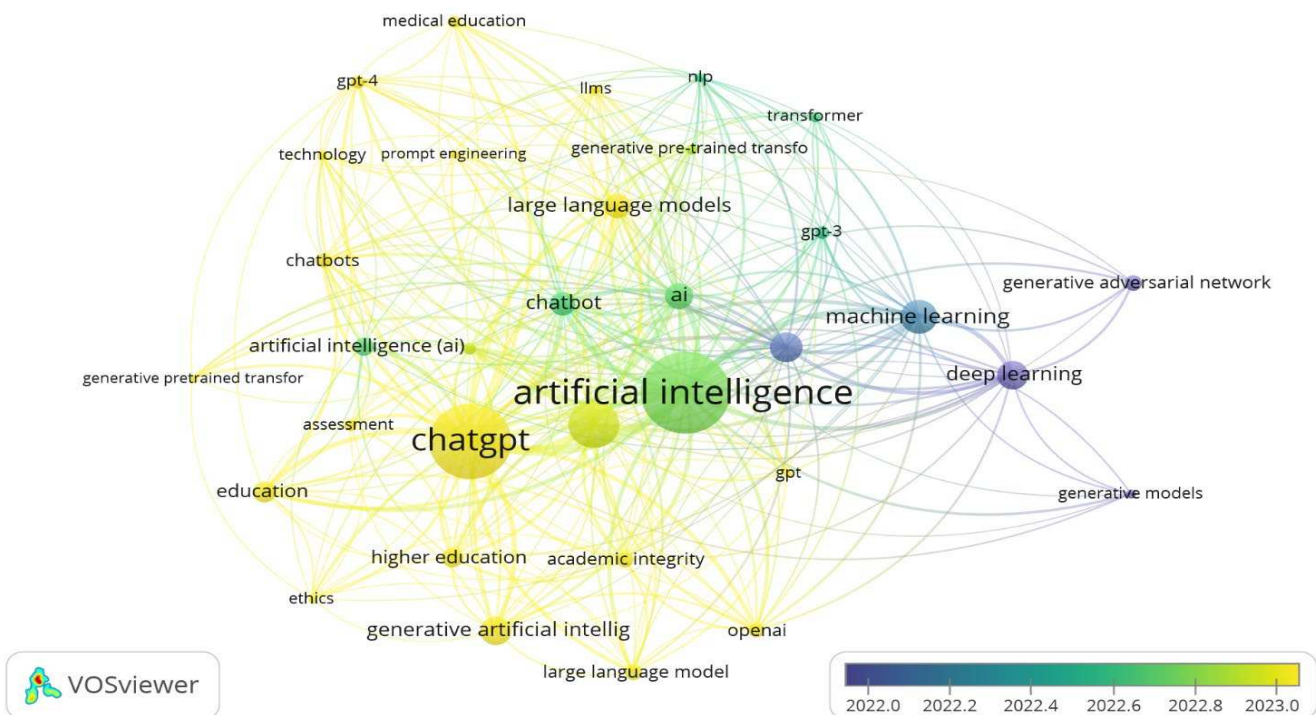 medical education
gpt-4
nlp
llms
transformer
generative pre-trained transfo
technology
prompt engineering
large language models
gpt-3
chatbots
generative adversarial network
chatbot
ai
machine learning
artificial intelligence (ai)
generative pretrained transfor
deep learning
artificial intelligence
assessment
chatgpt
gpt
education
generative models
higher education
academic integrity
ethics
generative artificial intellig
openai
large language model
VOSviewer
2022.0 2022.2 2022.4 2022.6 2022.8 2023.0